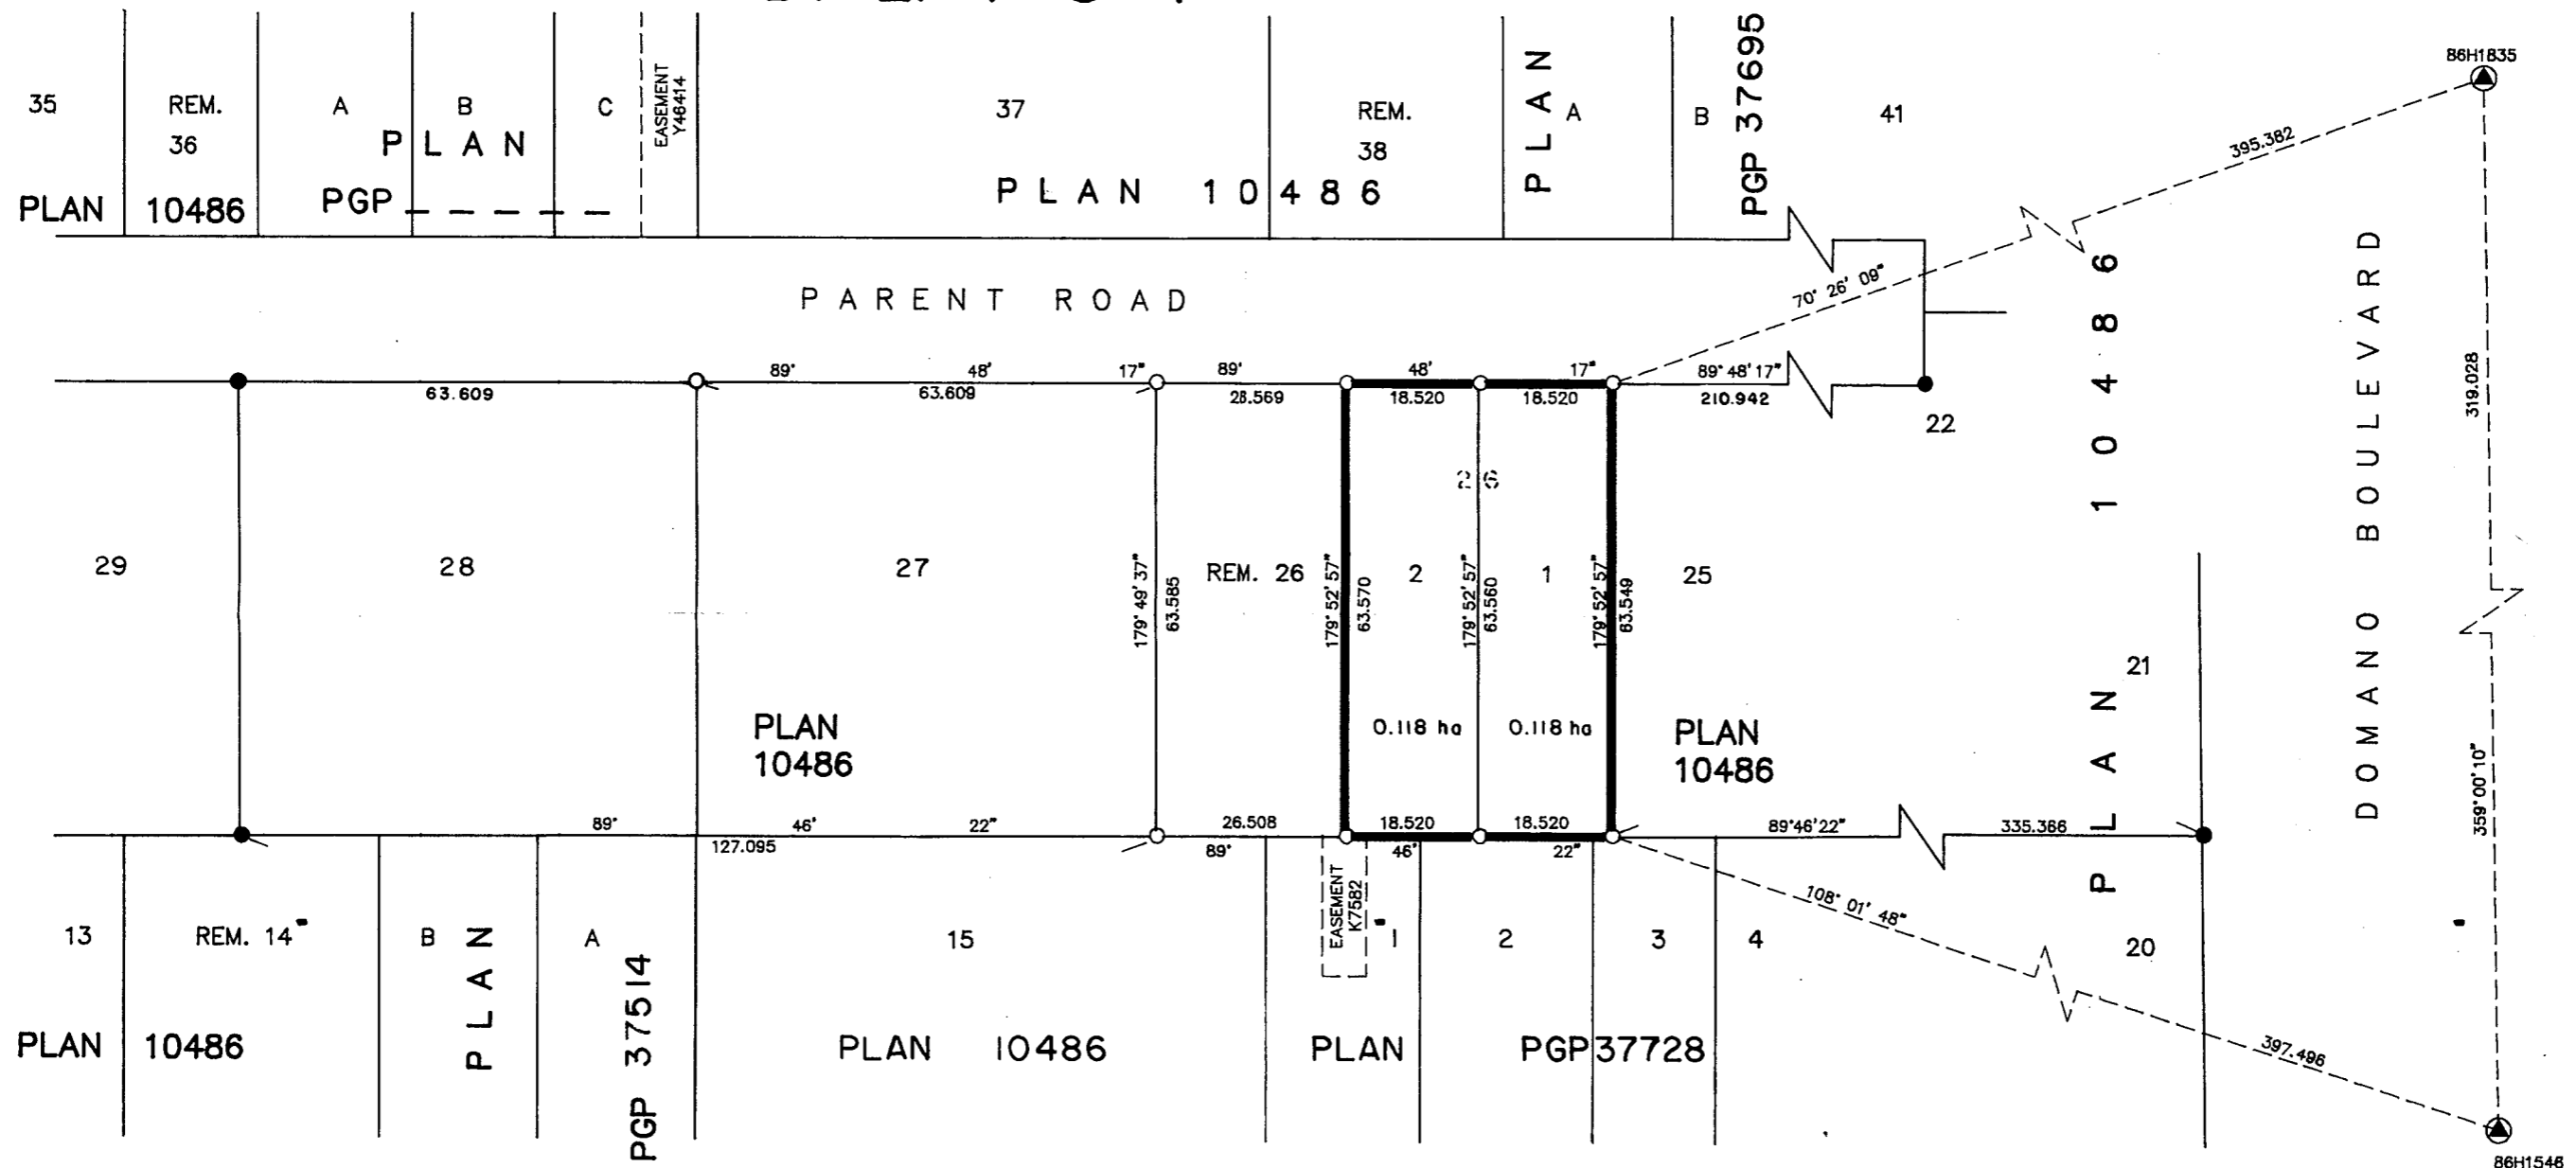 86H1835
35
REM.
36
A
B
C
EASEMENT
Y46414
37
REM.
38
PLAN
A
B
PGP 37695
41
395.382
PLAN
PLAN 10486
PGP
PLAN 10486
PARENT ROAD
70° 26' 09"
10486
DOMANO BOULEVARD
319.028
89° 48' 17"
89° 48' 17"
89° 48' 17"
63.609
63.609
28.569
18.520
18.520
210.942
22
26
29
28
27
179° 49' 37"
63.585
REM. 26
179° 52' 57"
63.570
2
179° 52' 57"
63.560
1
179° 52' 57"
63.549
25
21
PLAN
10486
0.118 ha
0.118 ha
PLAN
10486
PLAN
359° 00' 10"
89° 46' 22"
127.095
26.508
18.520
18.520
89° 46' 22"
89° 46' 22"
335.366
108° 01' 48"
13
REM. 14
B
PLAN
A
PGP 37514
15
EASEMENT
K7582
1
2
3
4
20
PLAN 10486
PLAN 10486
PLAN PGP 37728
397.496
86H1546